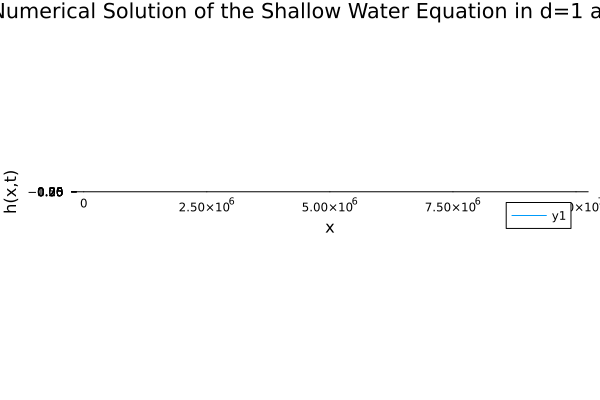 Numerical Solution of the Shallow Water Equation in d=1 a
h(x,t)
0
2.50×10⁶
5.00×10⁶
7.50×10⁶
y1
x